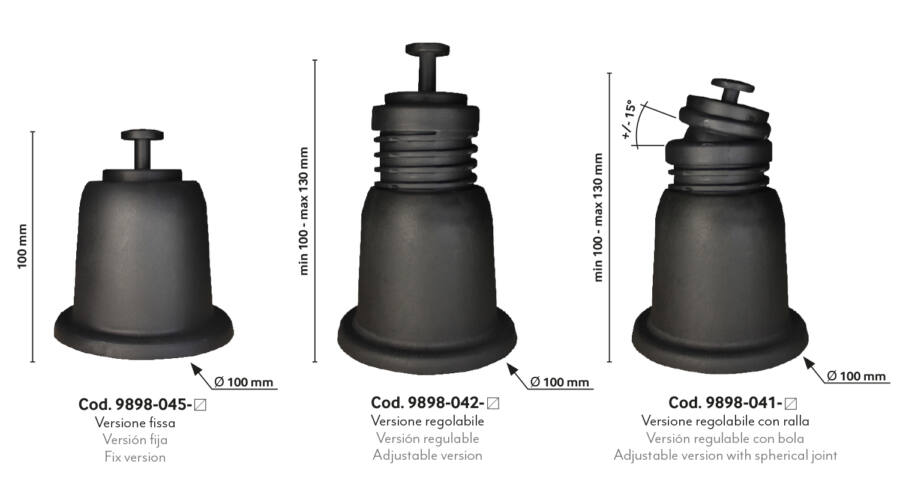 100 mm
Ø 100 mm
Cod. 9898-045-
Versione fissa
Versión fija
Fix version
min 100 - max 130 mm
Ø 100 mm
Cod. 9898-042-
Versione regolabile
Versión regulable
Adjustable version
min 100 - max 130 mm
+/- 15°
Ø 100 mm
Cod. 9898-041-
Versione regolabile con ralla
Versión regulable con bola
Adjustable version with spherical joint